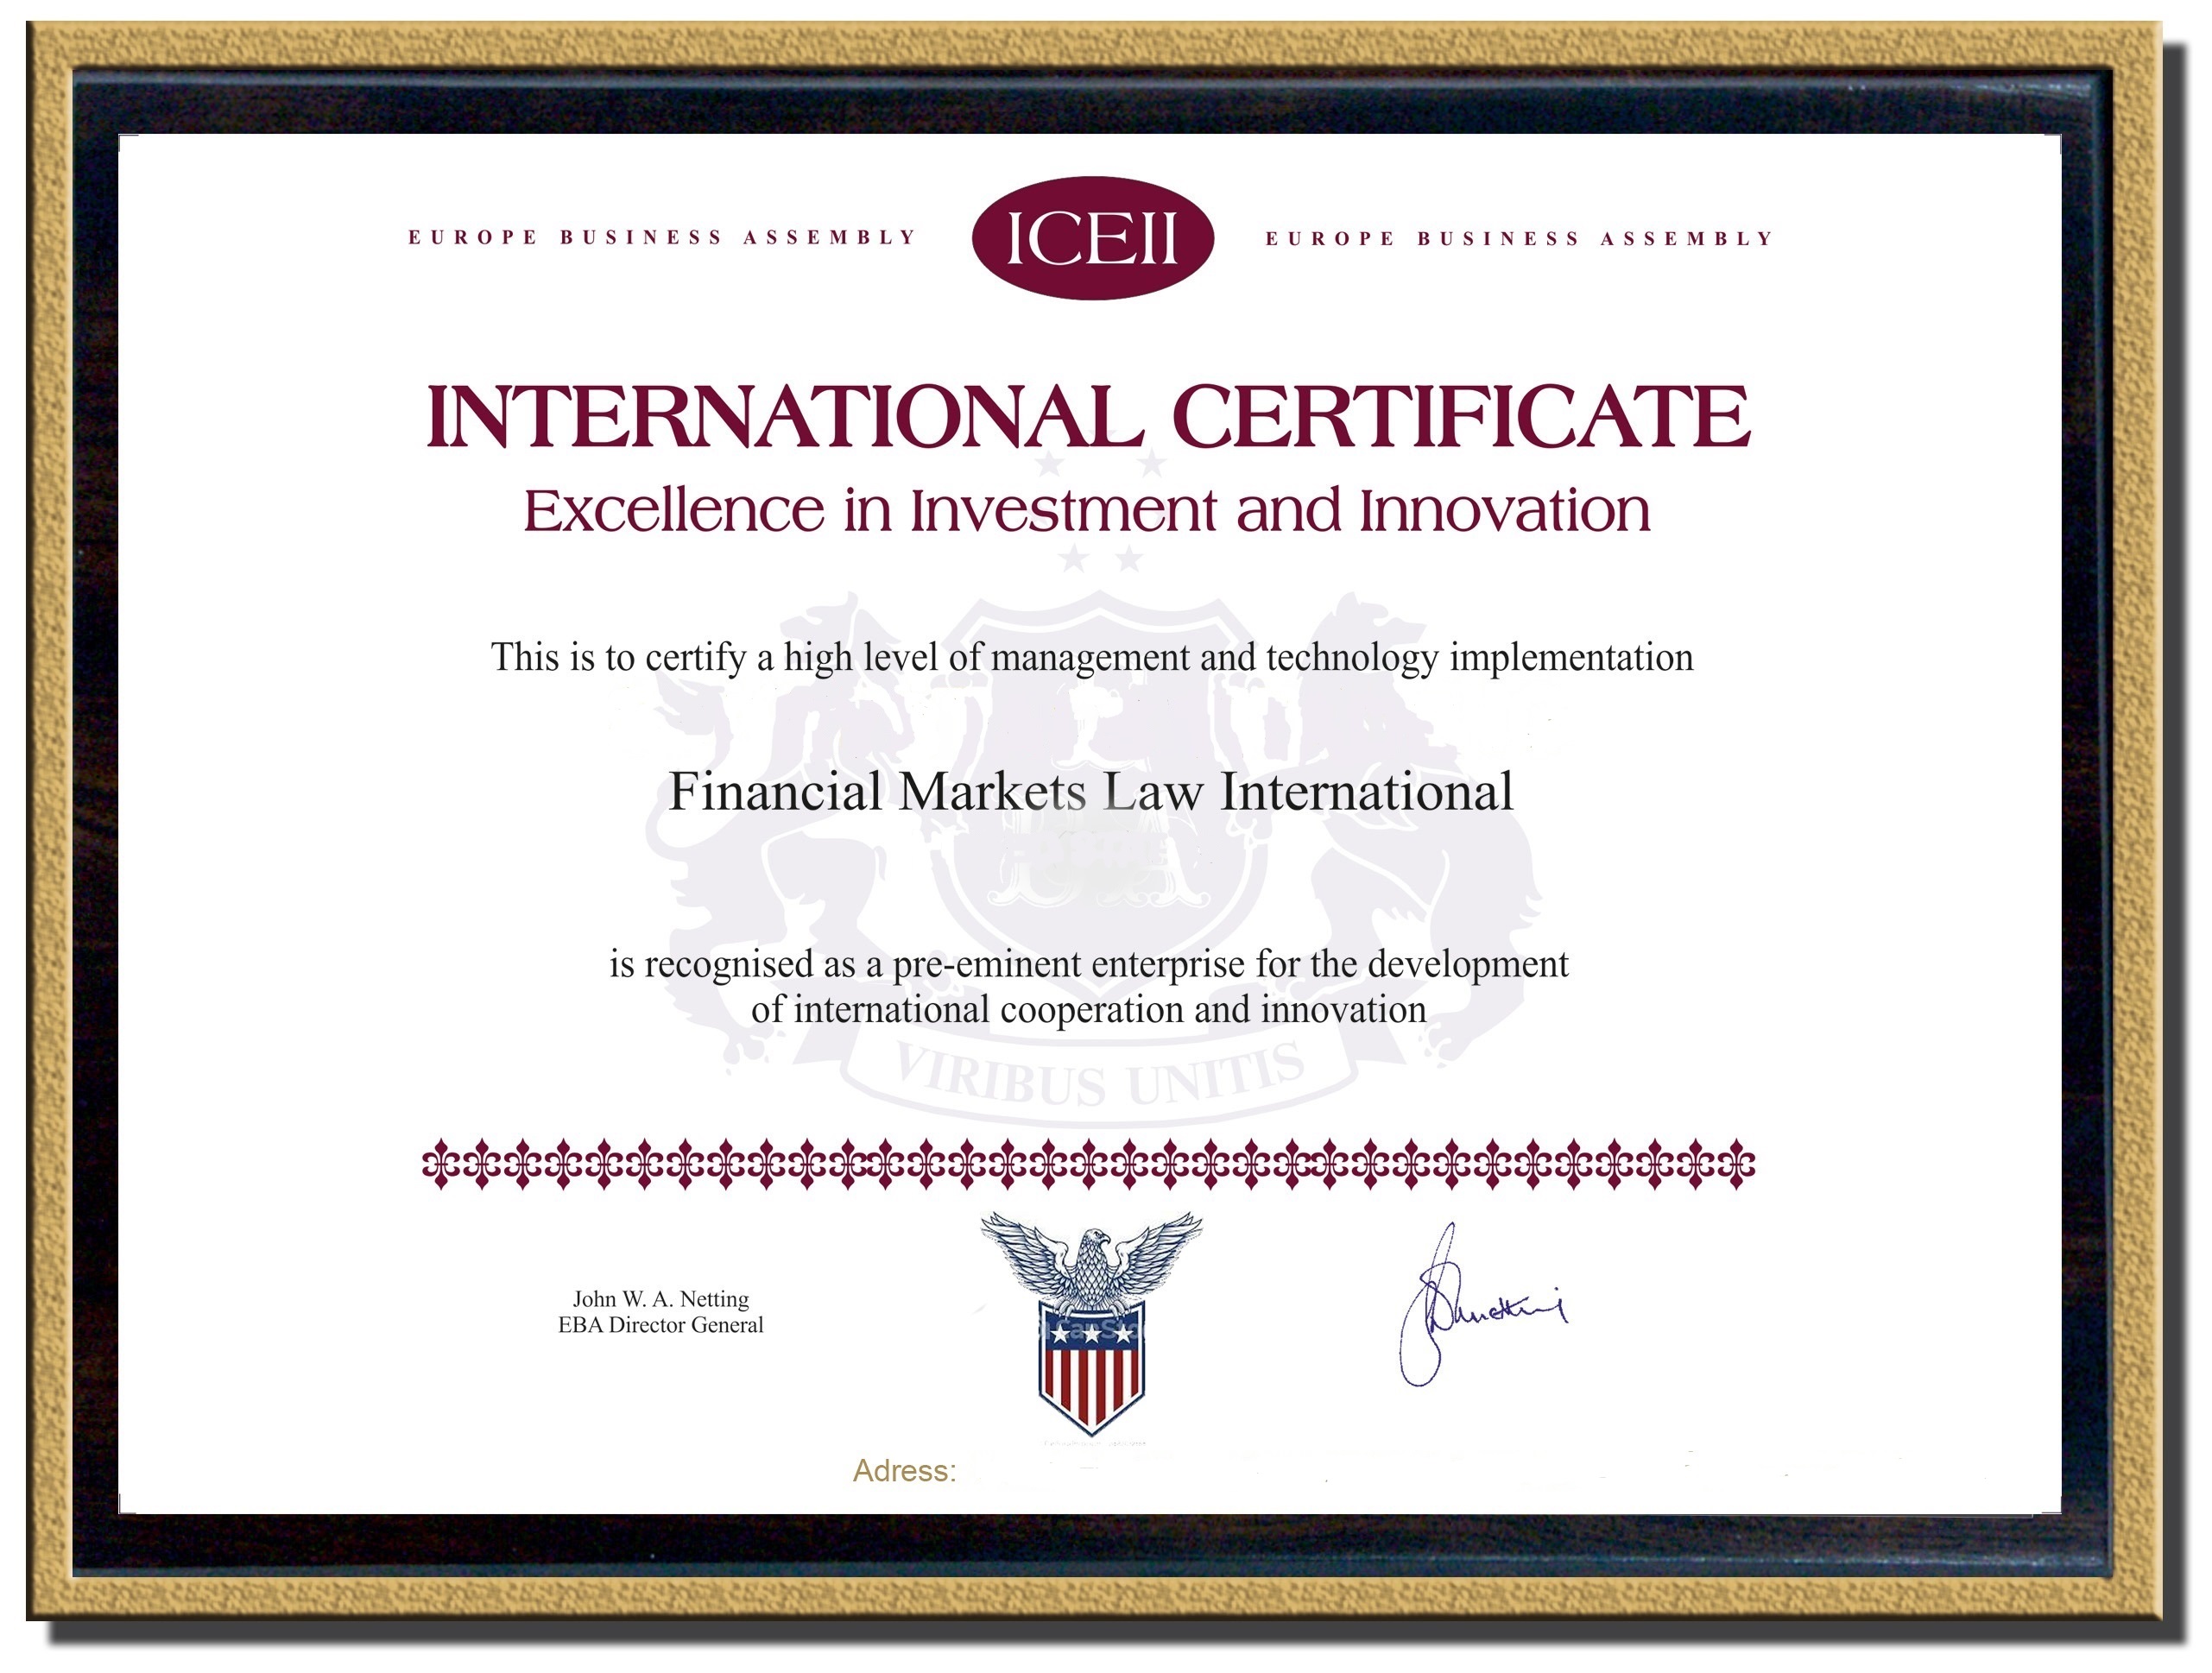 EUROPE BUSINESS ASSEMBLY ICEII EUROPE BUSINESS ASSEMBLY
INTERNATIONAL CERTIFICATE
Excellence in Investment and Innovation
This is to certify a high level of management and technology implementation
Financial Markets Law International
is recognised as a pre-eminent enterprise for the development
of international cooperation and innovation
VIRIBUS UNITIS
John W. A. Netting
EBA Director General
Adress: